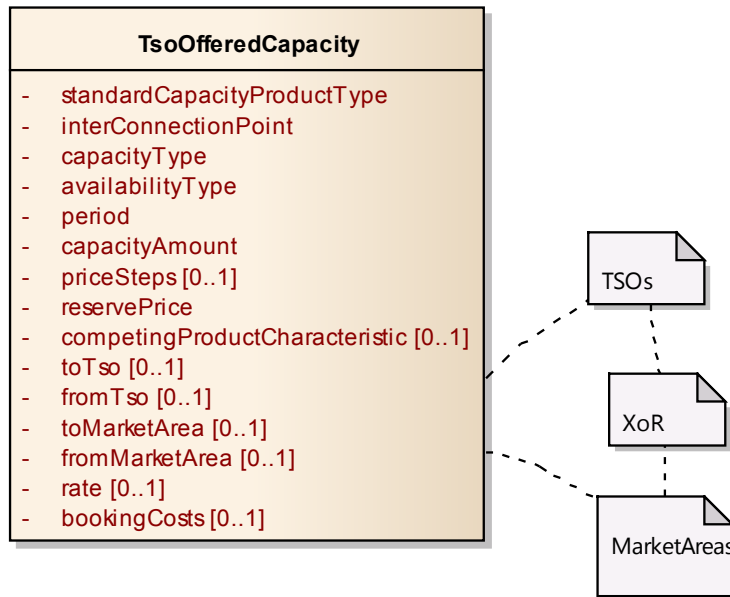 TsoOfferedCapacity
- standardCapacityProductType
- interConnectionPoint
- capacityType
- availabilityType
- period
- capacityAmount
- priceSteps [0..1]
- reservePrice
- competingProductCharacteristic [0..1]
- toTso [0..1]
- fromTso [0..1]
- toMarketArea [0..1]
- fromMarketArea [0..1]
- rate [0..1]
- bookingCosts [0..1]
TSOs
XoR
MarketAreas